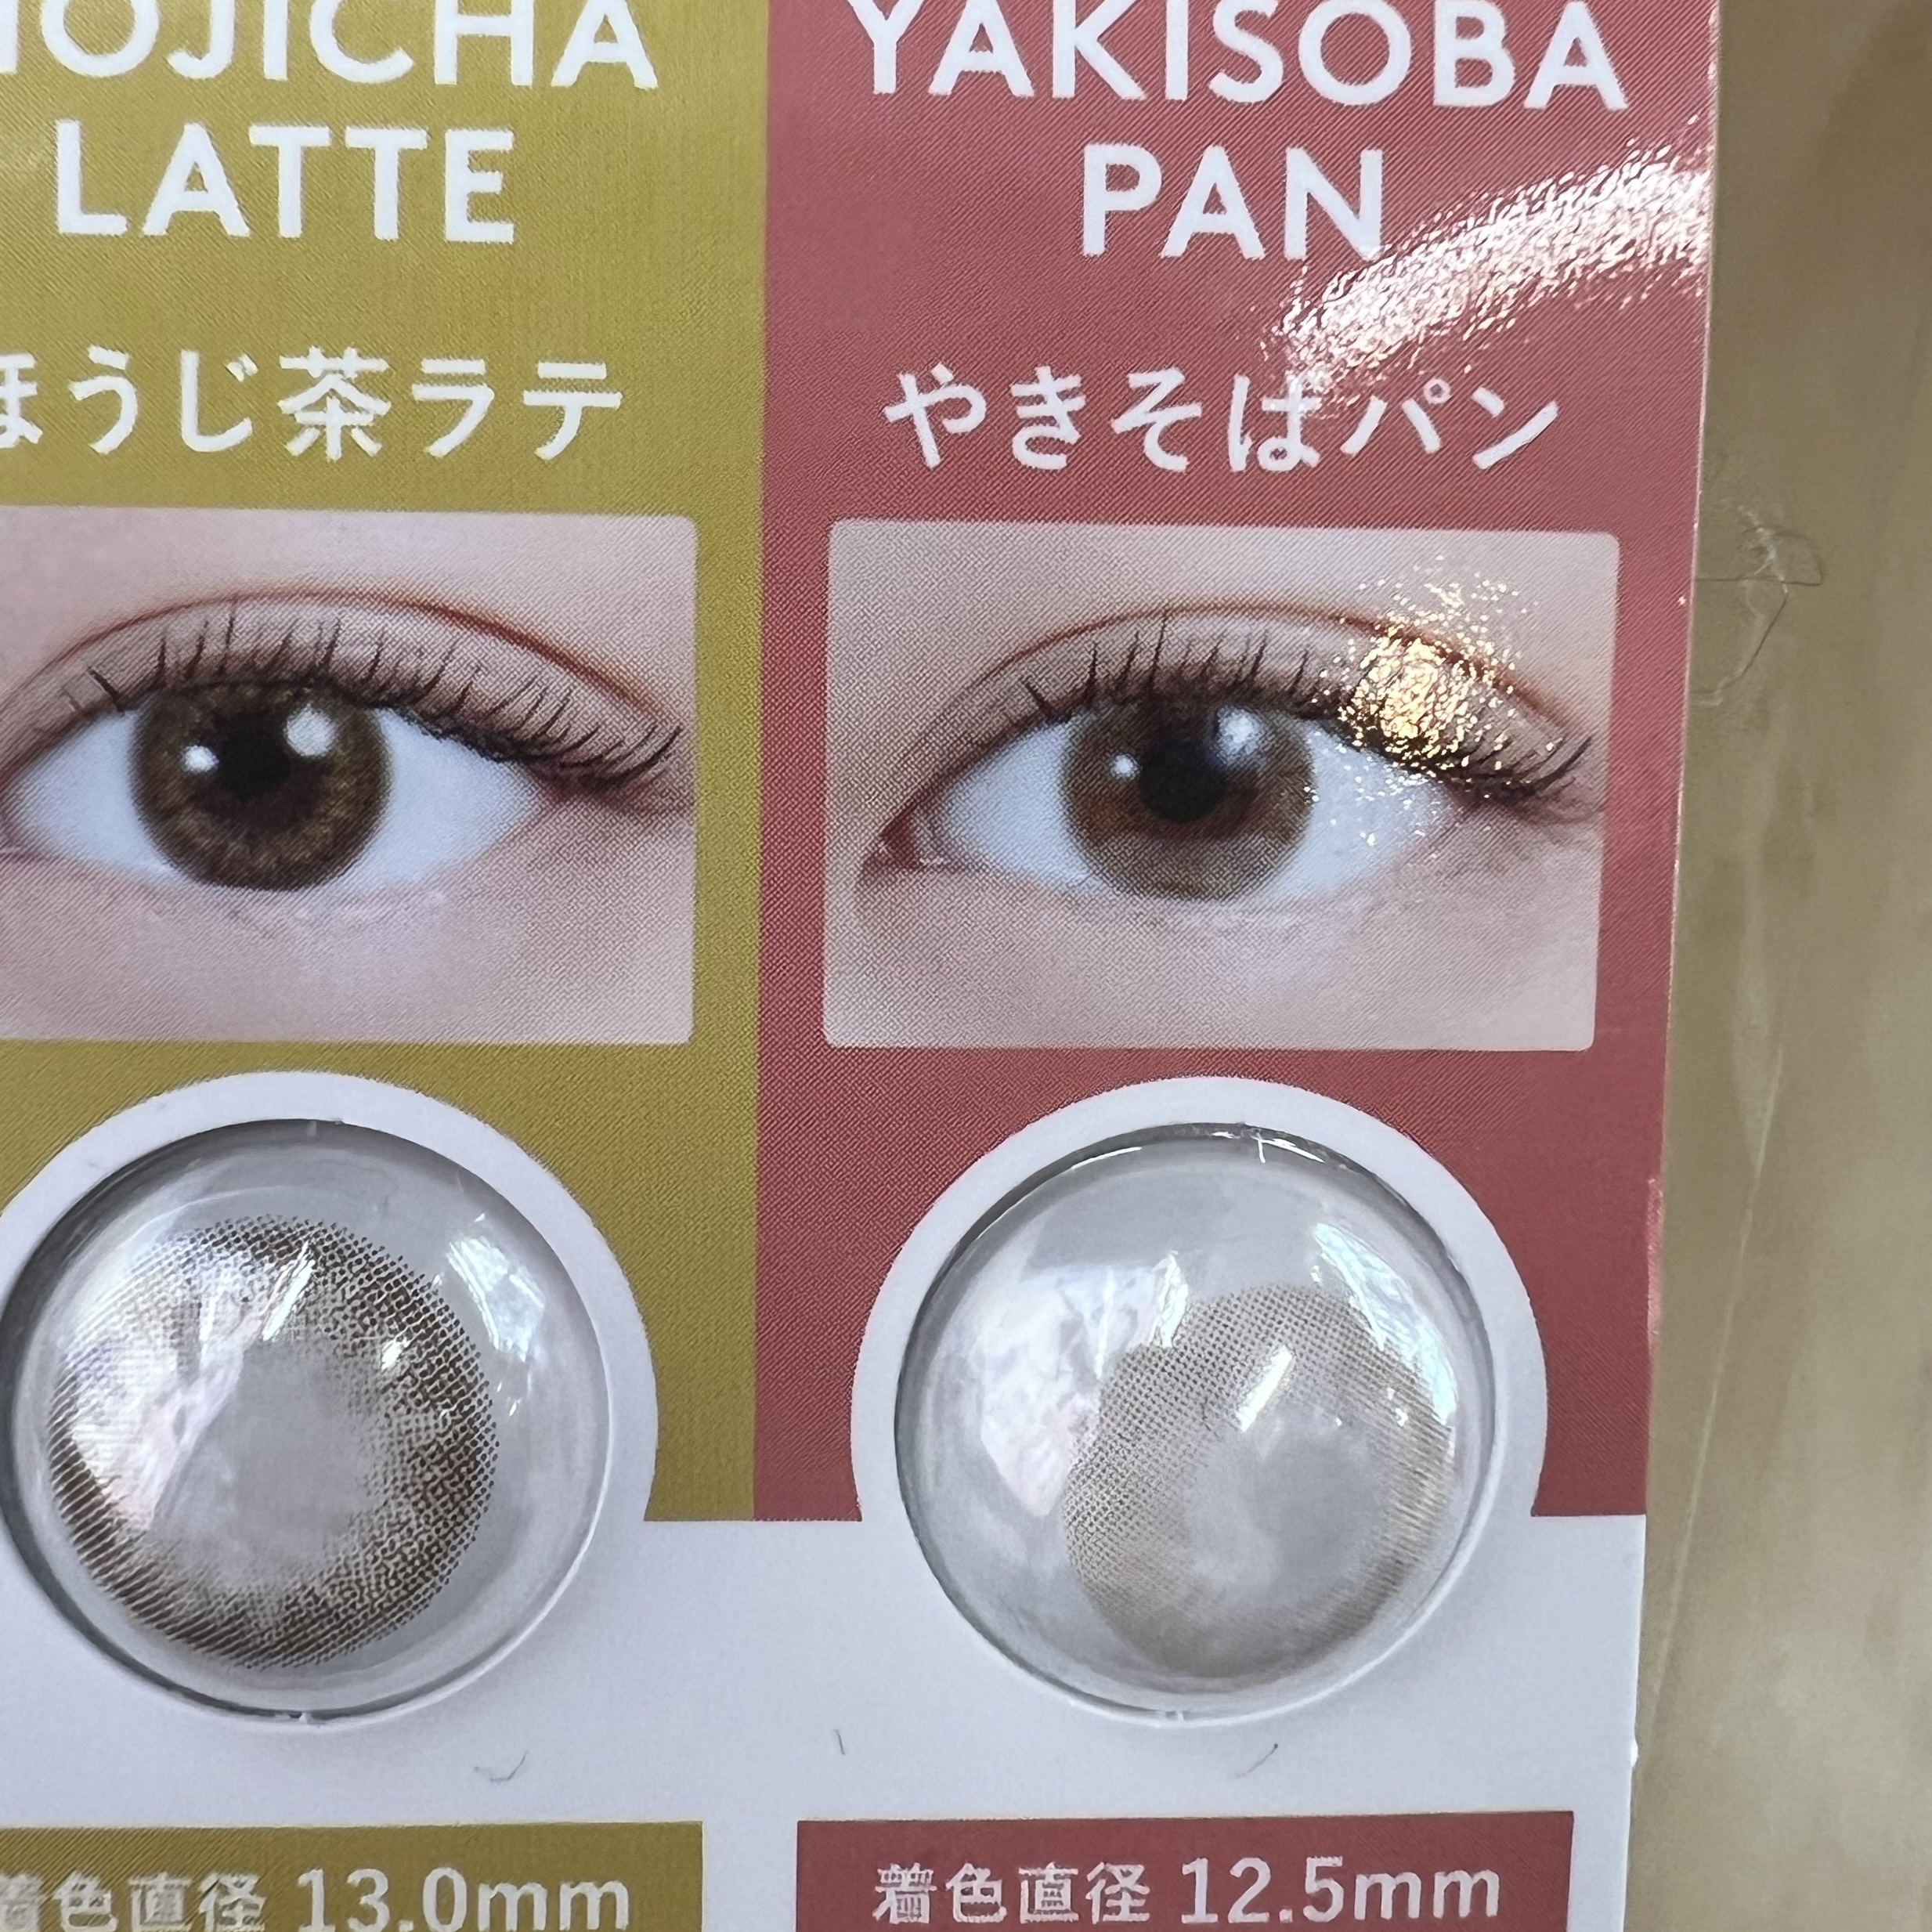 HOJICHA
LATTE
ほうじ茶ラテ
着色直径 13.0mm
YAKISOBA
PAN
やきそばパン
着色直径 12.5mm